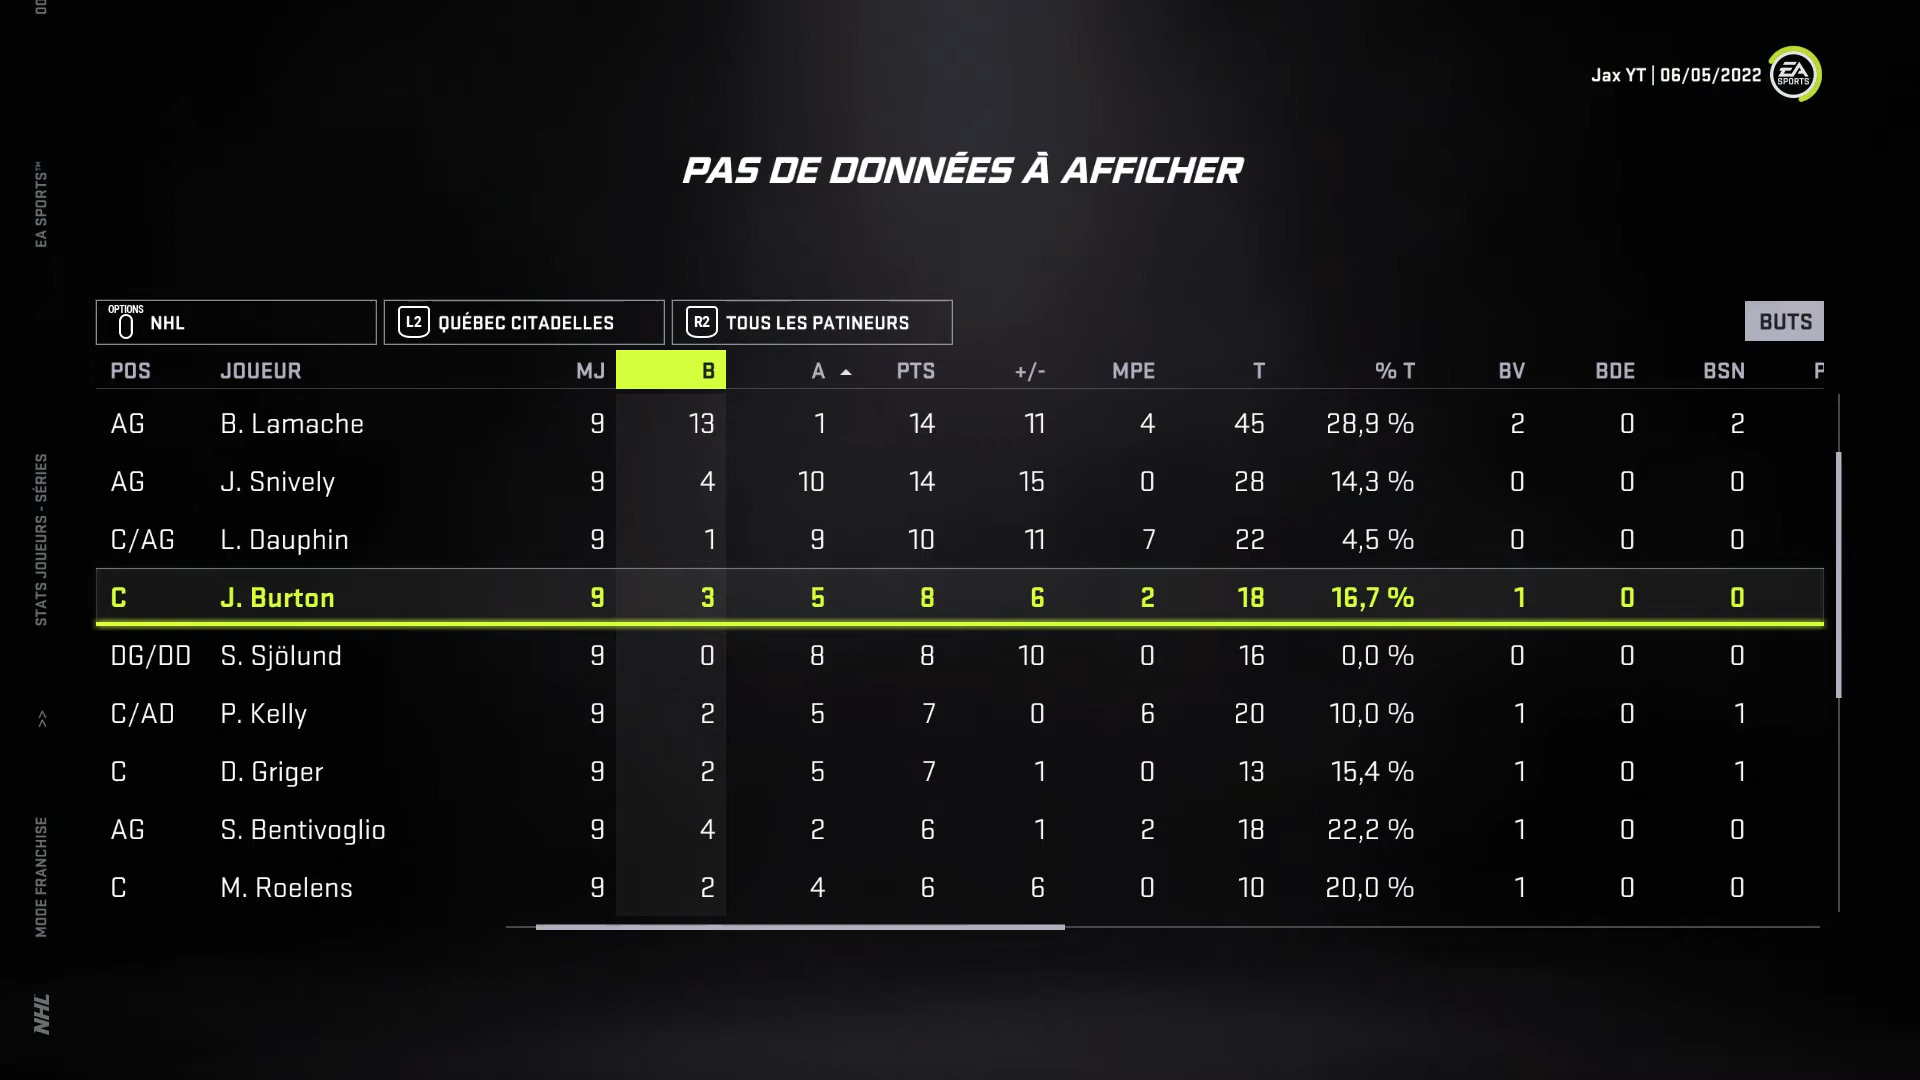 Jax YT | 06/05/2022
EA SPORTS
PAS DE DONNÉES À AFFICHER
OPTIONS NHL L2 QUÉBEC CITADELLES R2 TOUS LES PATINEURS BUTS
POS JOUEUR MJ B A PTS +/- MPE T % T BV BDE BSN
AG B. Lamache 9 13 1 14 11 4 45 28,9 % 2 0 2
AG J. Snively 9 4 10 14 15 0 28 14,3 % 0 0 0
C/AG L. Dauphin 9 1 9 10 11 7 22 4,5 % 0 0 0
C J. Burton 9 3 5 8 6 2 18 16,7 % 1 0 0
DG/DD S. Sjölund 9 0 8 8 10 0 16 0,0 % 0 0 0
C/AD P. Kelly 9 2 5 7 0 6 20 10,0 % 1 0 1
C D. Griger 9 2 5 7 1 0 13 15,4 % 1 0 1
AG S. Bentivoglio 9 4 2 6 1 2 18 22,2 % 1 0 0
C M. Roelens 9 2 4 6 6 0 10 20,0 % 1 0 0
NHL MODE FRANCHISE >> STATS JOUEURS - SÉRIES EA SPORTS™